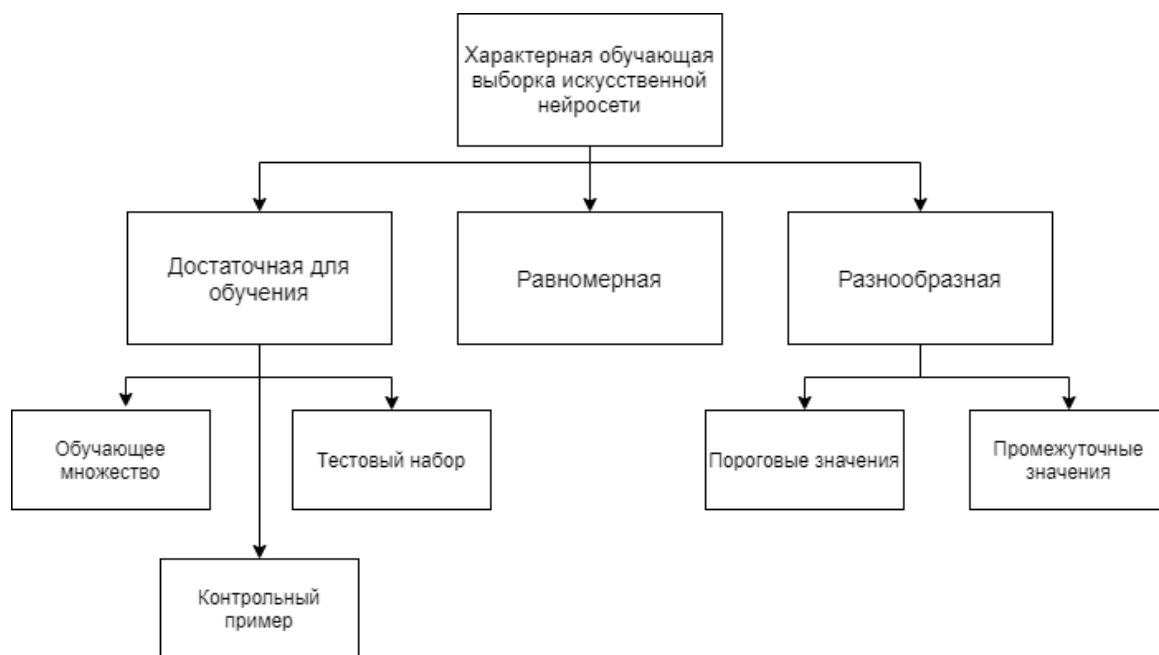 Характерная обучающая
выборка искусственной
нейросети
Достаточная для
обучения
Равномерная
Разнообразная
Обучающее
множество
Тестовый набор
Пороговые значения
Промежуточные
значения
Контрольный
пример